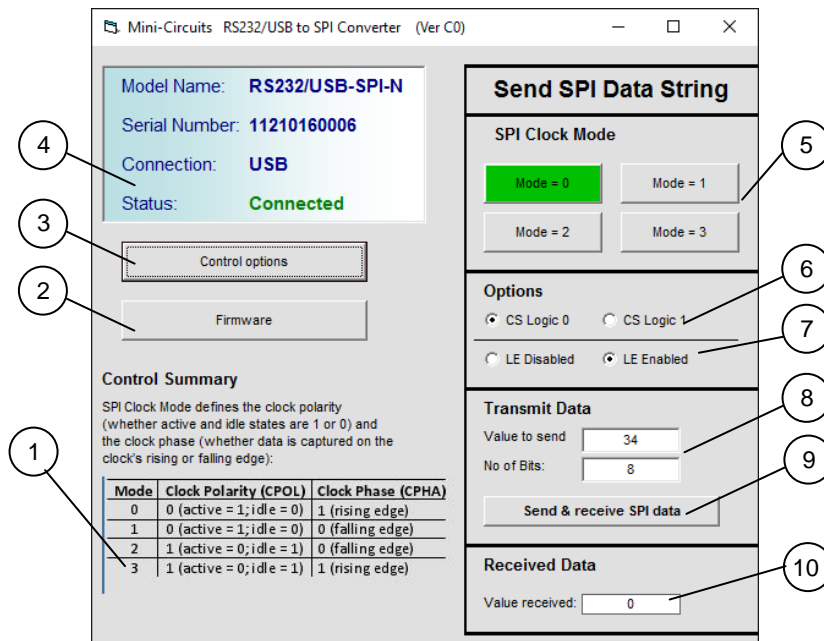 Mini-Circuits RS232/USB to SPI Converter (Ver C0)
Model Name: RS232/USB-SPI-N
Serial Number: 11210160006
Connection: USB
Status: Connected
Control options
Firmware
Control Summary
SPI Clock Mode defines the clock polarity
(whether active and idle states are 1 or 0) and
the clock phase (whether data is captured on the
clock's rising or falling edge):
Mode Clock Polarity (CPOL) Clock Phase (CPHA)
0 0 (active = 1; idle = 0) 1 (rising edge)
1 0 (active = 1; idle = 0) 0 (falling edge)
2 1 (active = 0; idle = 1) 0 (falling edge)
3 1 (active = 0; idle = 1) 1 (rising edge)
Send SPI Data String
SPI Clock Mode
Mode = 0 Mode = 1
Mode = 2 Mode = 3
Options
CS Logic 0 CS Logic 1
LE Disabled LE Enabled
Transmit Data
Value to send 34
No of Bits: 8
Send & receive SPI data
Received Data
Value received: 0
4
3
2
1
5
6
7
8
9
10